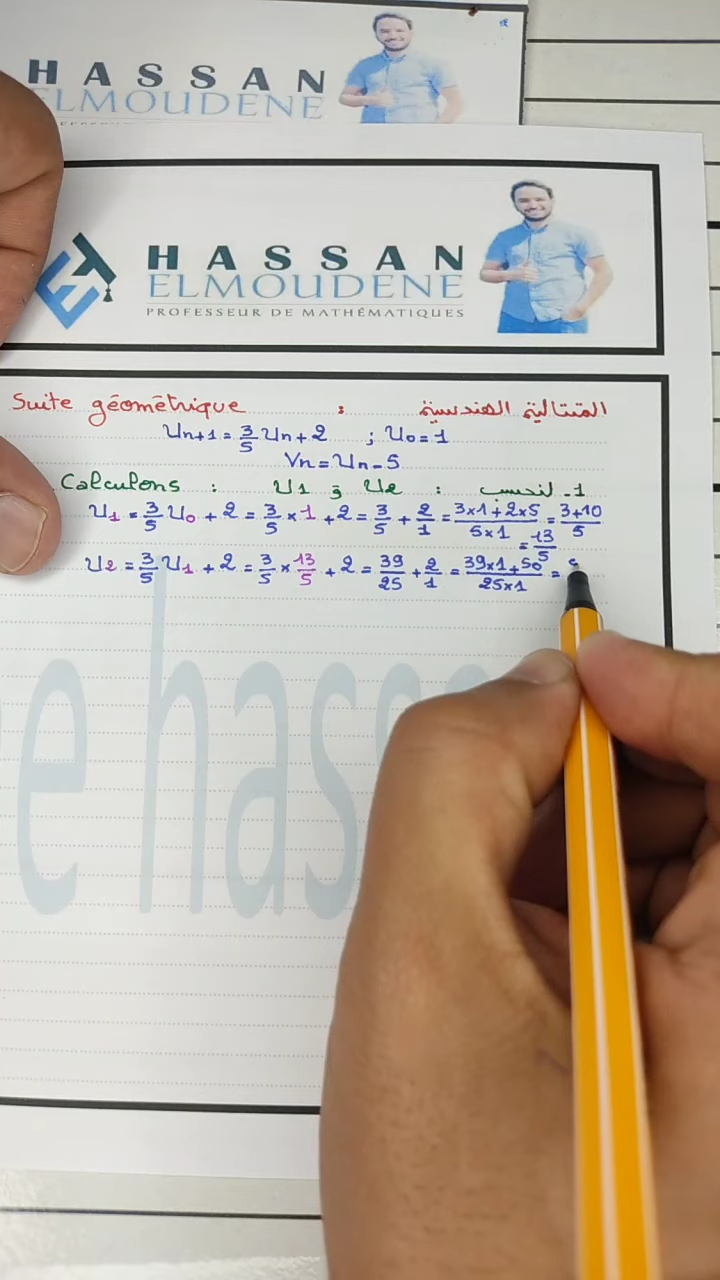 HASSAN
ELMOUDENE
HASSAN
ELMOUDENE
PROFESSEUR DE MATHÉMATIQUES
Suite géométrique : المتتالية الهندسية
Un+1 = 3/5 Un + 2 ; U0 = 1
Vn = Un - 5
Calculons : U1 و U2 : 1- لنحسب
U1 = 3/5 U0 + 2 = 3/5 × 1 + 2 = 3/5 + 2/1 = (3×1+2×5)/(5×1) = (3+10)/5
= 13/5
U2 = 3/5 U1 + 2 = 3/5 × 13/5 + 2 = 39/25 + 2/1 = (39×1+50)/(25×1) =
e hass